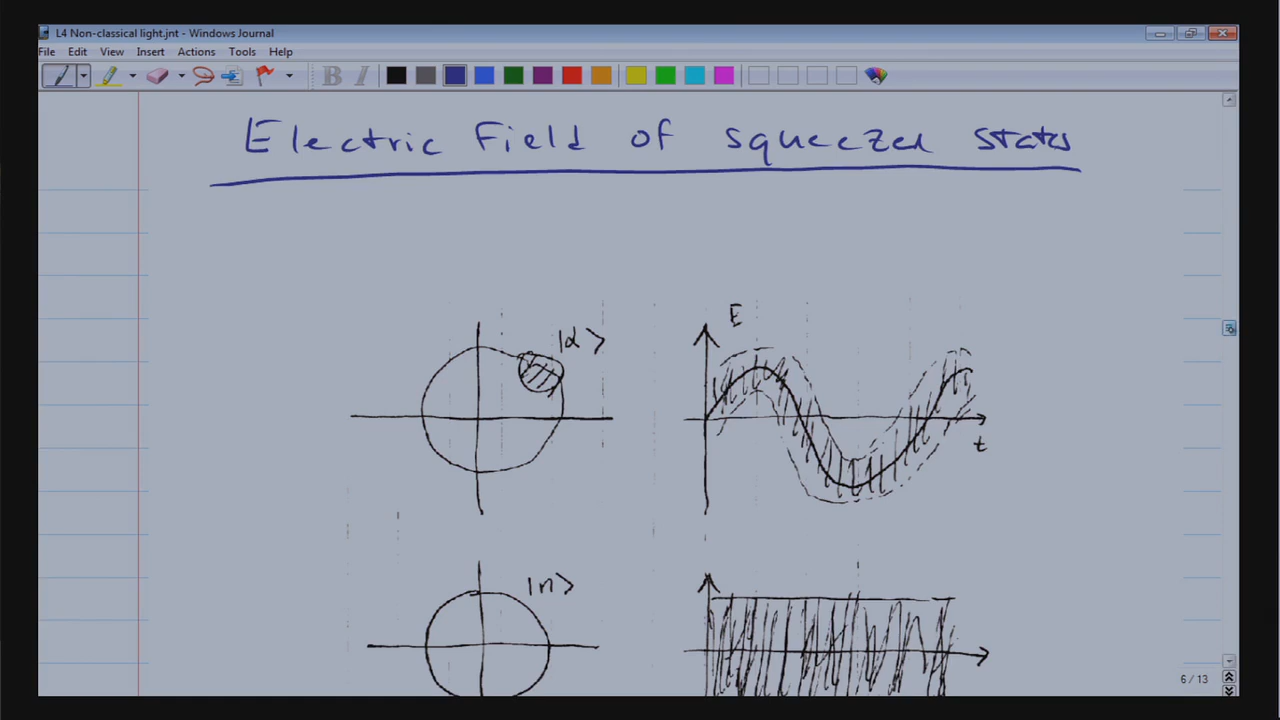 L4 Non-classical light.jnt - Windows Journal
File Edit View Insert Actions Tools Help
B I
Electric Field of squeezed states
|α>
E
t
|n>
6 / 13